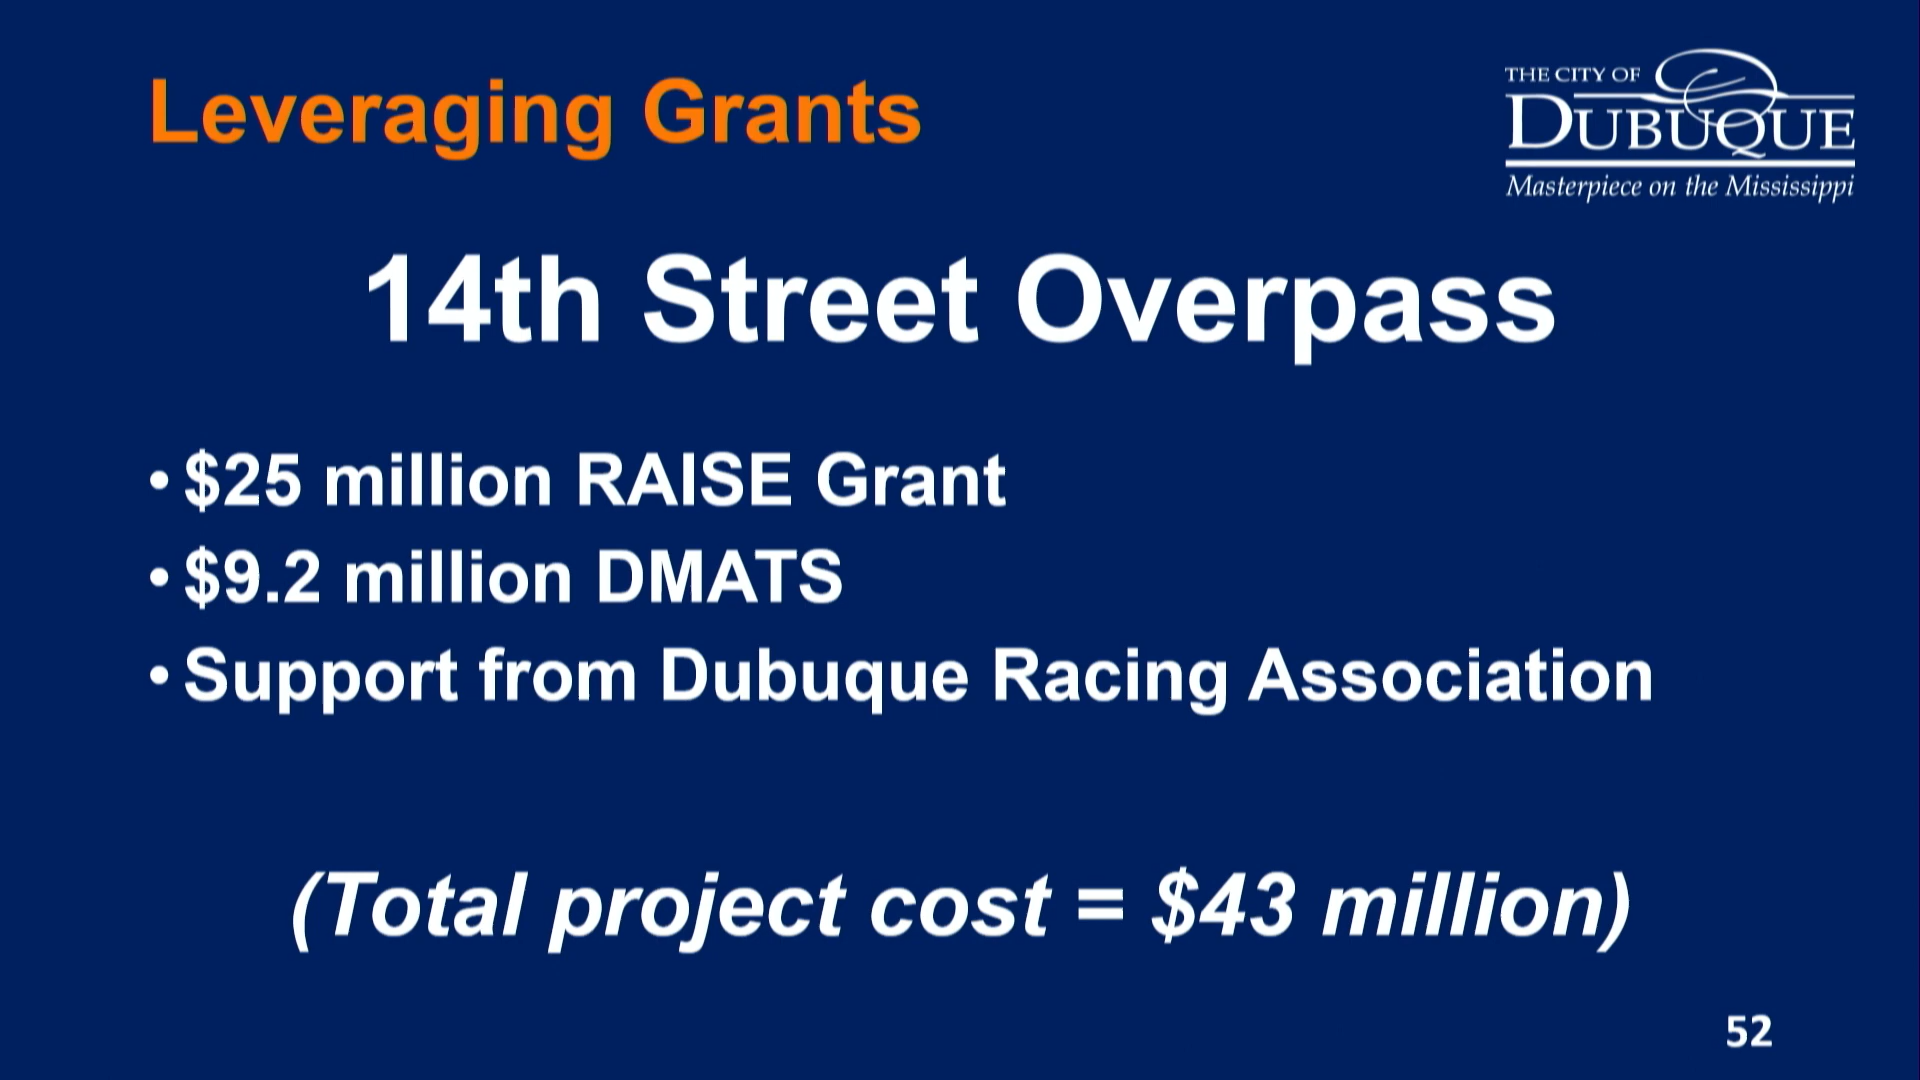 Leveraging Grants
THE CITY OF
DUBUQUE
Masterpiece on the Mississippi
14th Street Overpass
• $25 million RAISE Grant
• $9.2 million DMATS
• Support from Dubuque Racing Association
(Total project cost = $43 million)
52